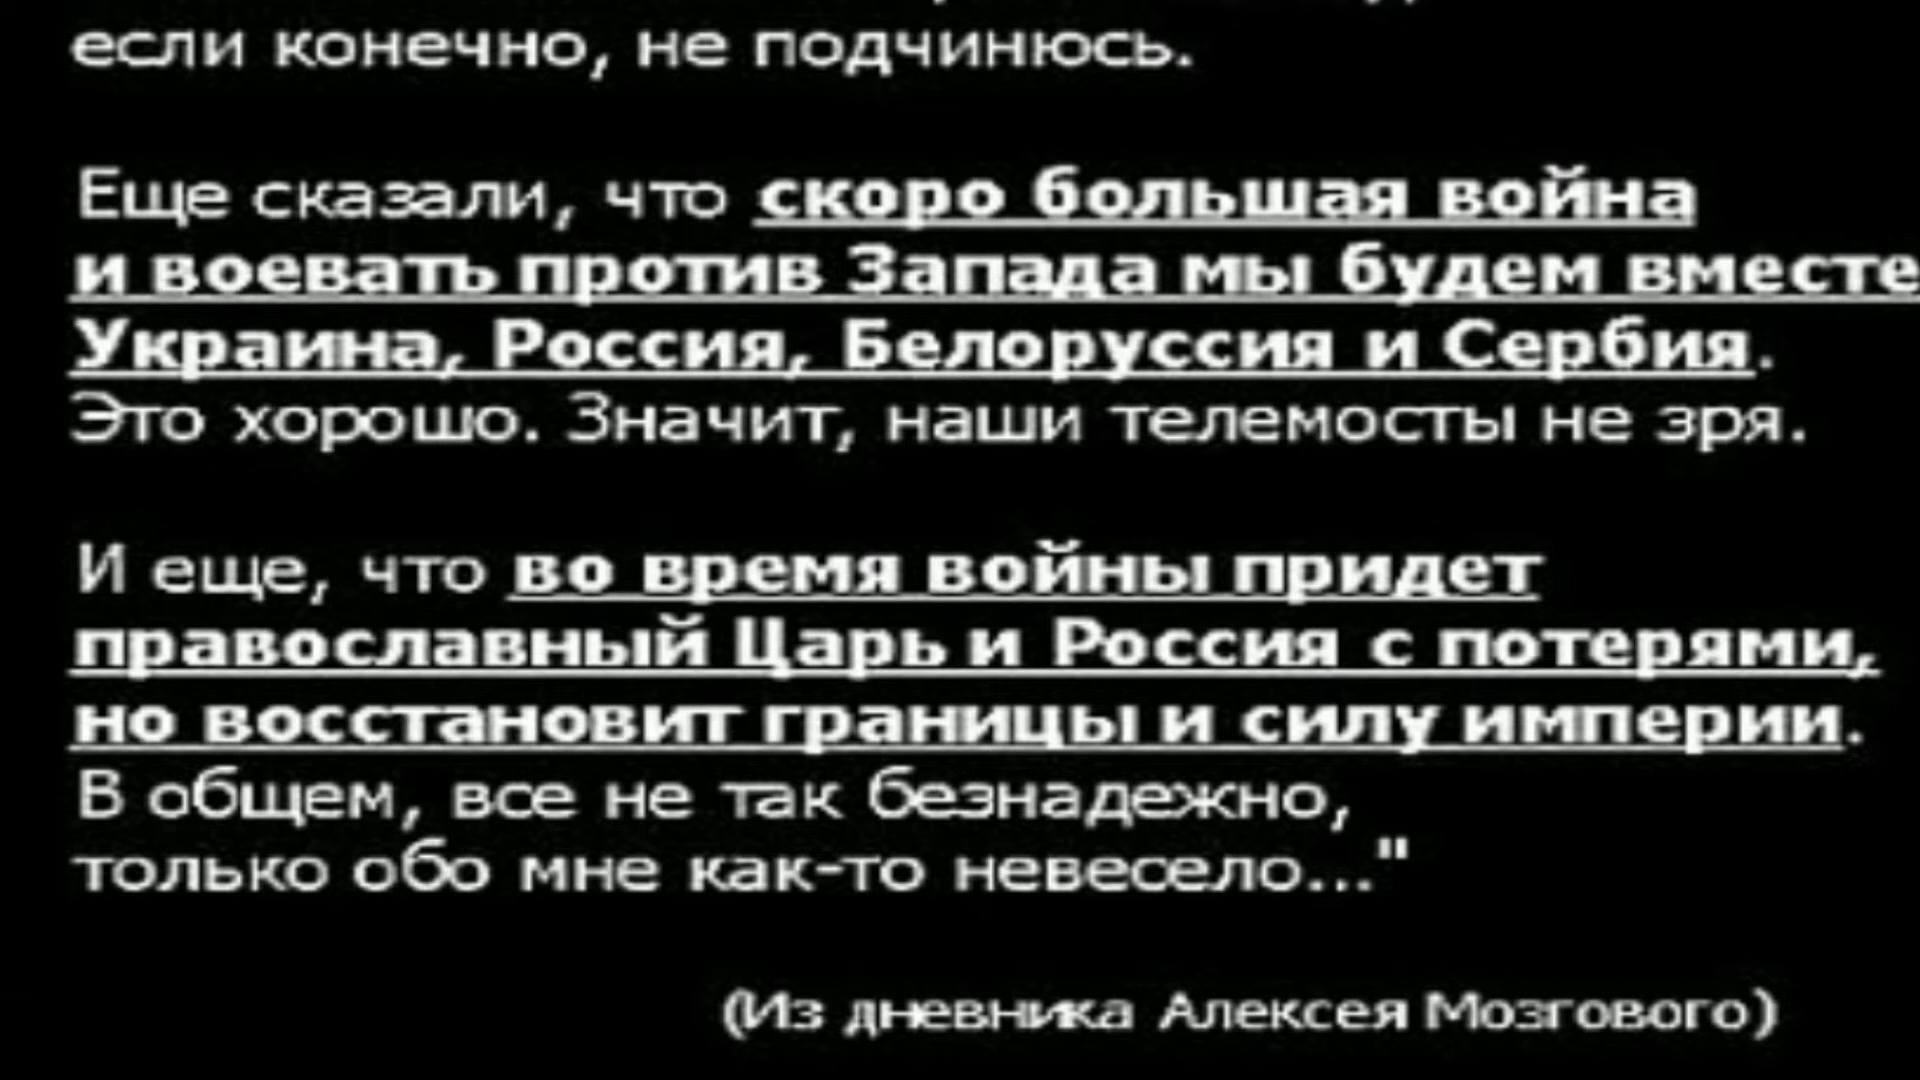 если конечно, не подчинюсь.
Еще сказали, что скоро большая война
и воевать против Запада мы будем вместе
Украина, Россия, Белоруссия и Сербия.
Это хорошо. Значит, наши телемосты не зря.
И еще, что во время войны придет
православный Царь и Россия с потерями,
но восстановит границы и силу империи.
В общем, все не так безнадежно,
только обо мне как-то невесело..."
(Из дневника Алексея Мозгового)